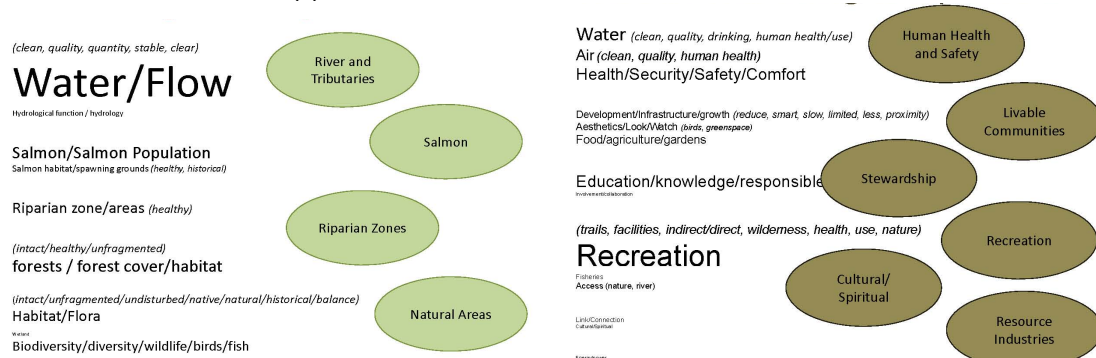 (clean, quality, quantity, stable, clear)
Water/Flow
Hydrological function / hydrology
Salmon/Salmon Population
Salmon habitat/spawning grounds (healthy, historical)
Riparian zone/areas (healthy)
(intact/healthy/unfragmented)
forests / forest cover/habitat
(intact/unfragmented/undisturbed/native/natural/historical/balance)
Habitat/Flora
Wetland
Biodiversity/diversity/wildlife/birds/fish
River and
Tributaries
Salmon
Riparian Zones
Natural Areas
Water (clean, quality, drinking, human health/use)
Air (clean, quality, human health)
Health/Security/Safety/Comfort
Development/Infrastructure/growth (reduce, smart, slow, limited, less, proximity)
Aesthetics/Look/Watch (birds, greenspace)
Food/agriculture/gardens
Education/knowledge/responsible
Involvement/collaboration
(trails, facilities, indirect/direct, wilderness, health, use, nature)
Recreation
Fisheries
Access (nature, river)
Link/Connection
Cultural/Spiritual
Human Health
and Safety
Livable
Communities
Stewardship
Recreation
Cultural/
Spiritual
Resource
Industries